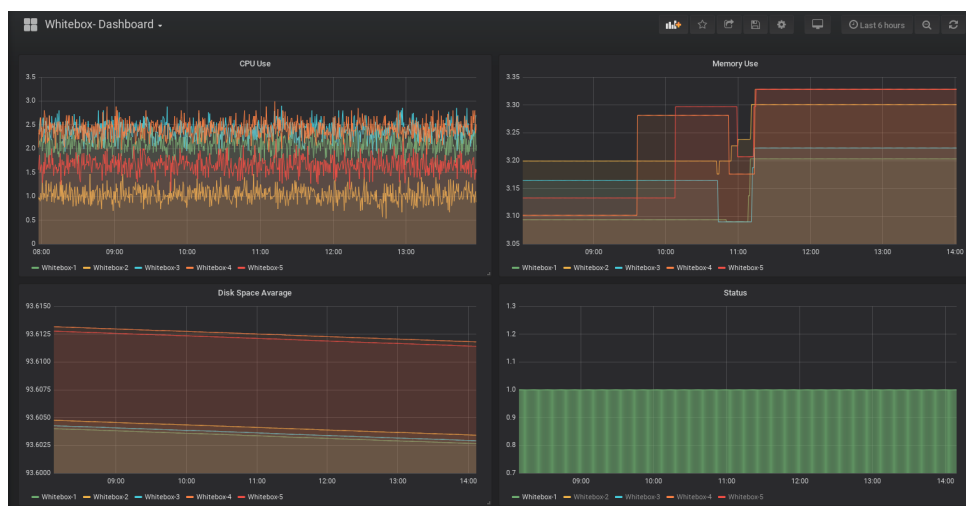 Whitebox- Dashboard
Last 6 hours
CPU Use
3.5
3.0
2.5
2.0
1.5
1.0
0.5
0
08:00 09:00 10:00 11:00 12:00 13:00
Whitebox-1 Whitebox-2 Whitebox-3 Whitebox-4 Whitebox-5
Memory Use
3.35
3.30
3.25
3.20
3.15
3.10
3.05
09:00 10:00 11:00 12:00 13:00 14:00
Whitebox-1 Whitebox-2 Whitebox-3 Whitebox-4 Whitebox-5
Disk Space Avarage
93.6150
93.6125
93.6100
93.6075
93.6050
93.6025
93.6000
09:00 10:00 11:00 12:00 13:00 14:00
Whitebox-1 Whitebox-2 Whitebox-3 Whitebox-4 Whitebox-5
Status
1.3
1.2
1.1
1.0
0.9
0.8
0.7
09:00 10:00 11:00 12:00 13:00 14:00
Whitebox-1 Whitebox-2 Whitebox-3 Whitebox-4 Whitebox-5